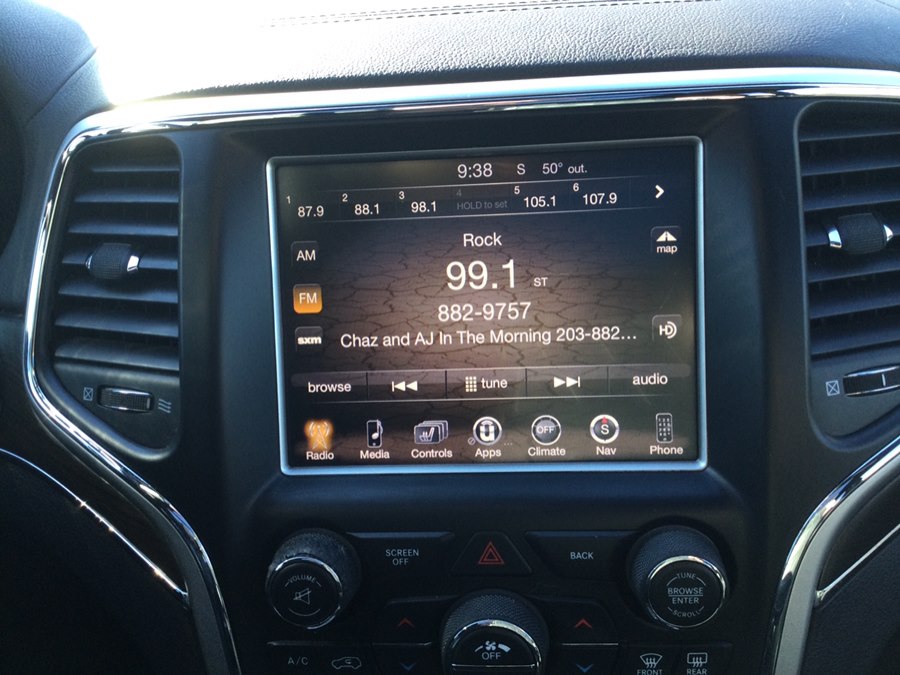 9:38 S 50° out.
1 87.9 2 88.1 3 98.1 4 HOLD to set 5 105.1 6 107.9
Rock
AM
map
99.1 ST
FM
882-9757
sxm Chaz and AJ In The Morning 203-882... HD
browse tune audio
Radio Media Controls Apps OFF Climate S Nav Phone
SCREEN OFF
BACK
VOLUME
TUNE
BROWSE
ENTER
SCROLL
OFF
A/C
FRONT
REAR